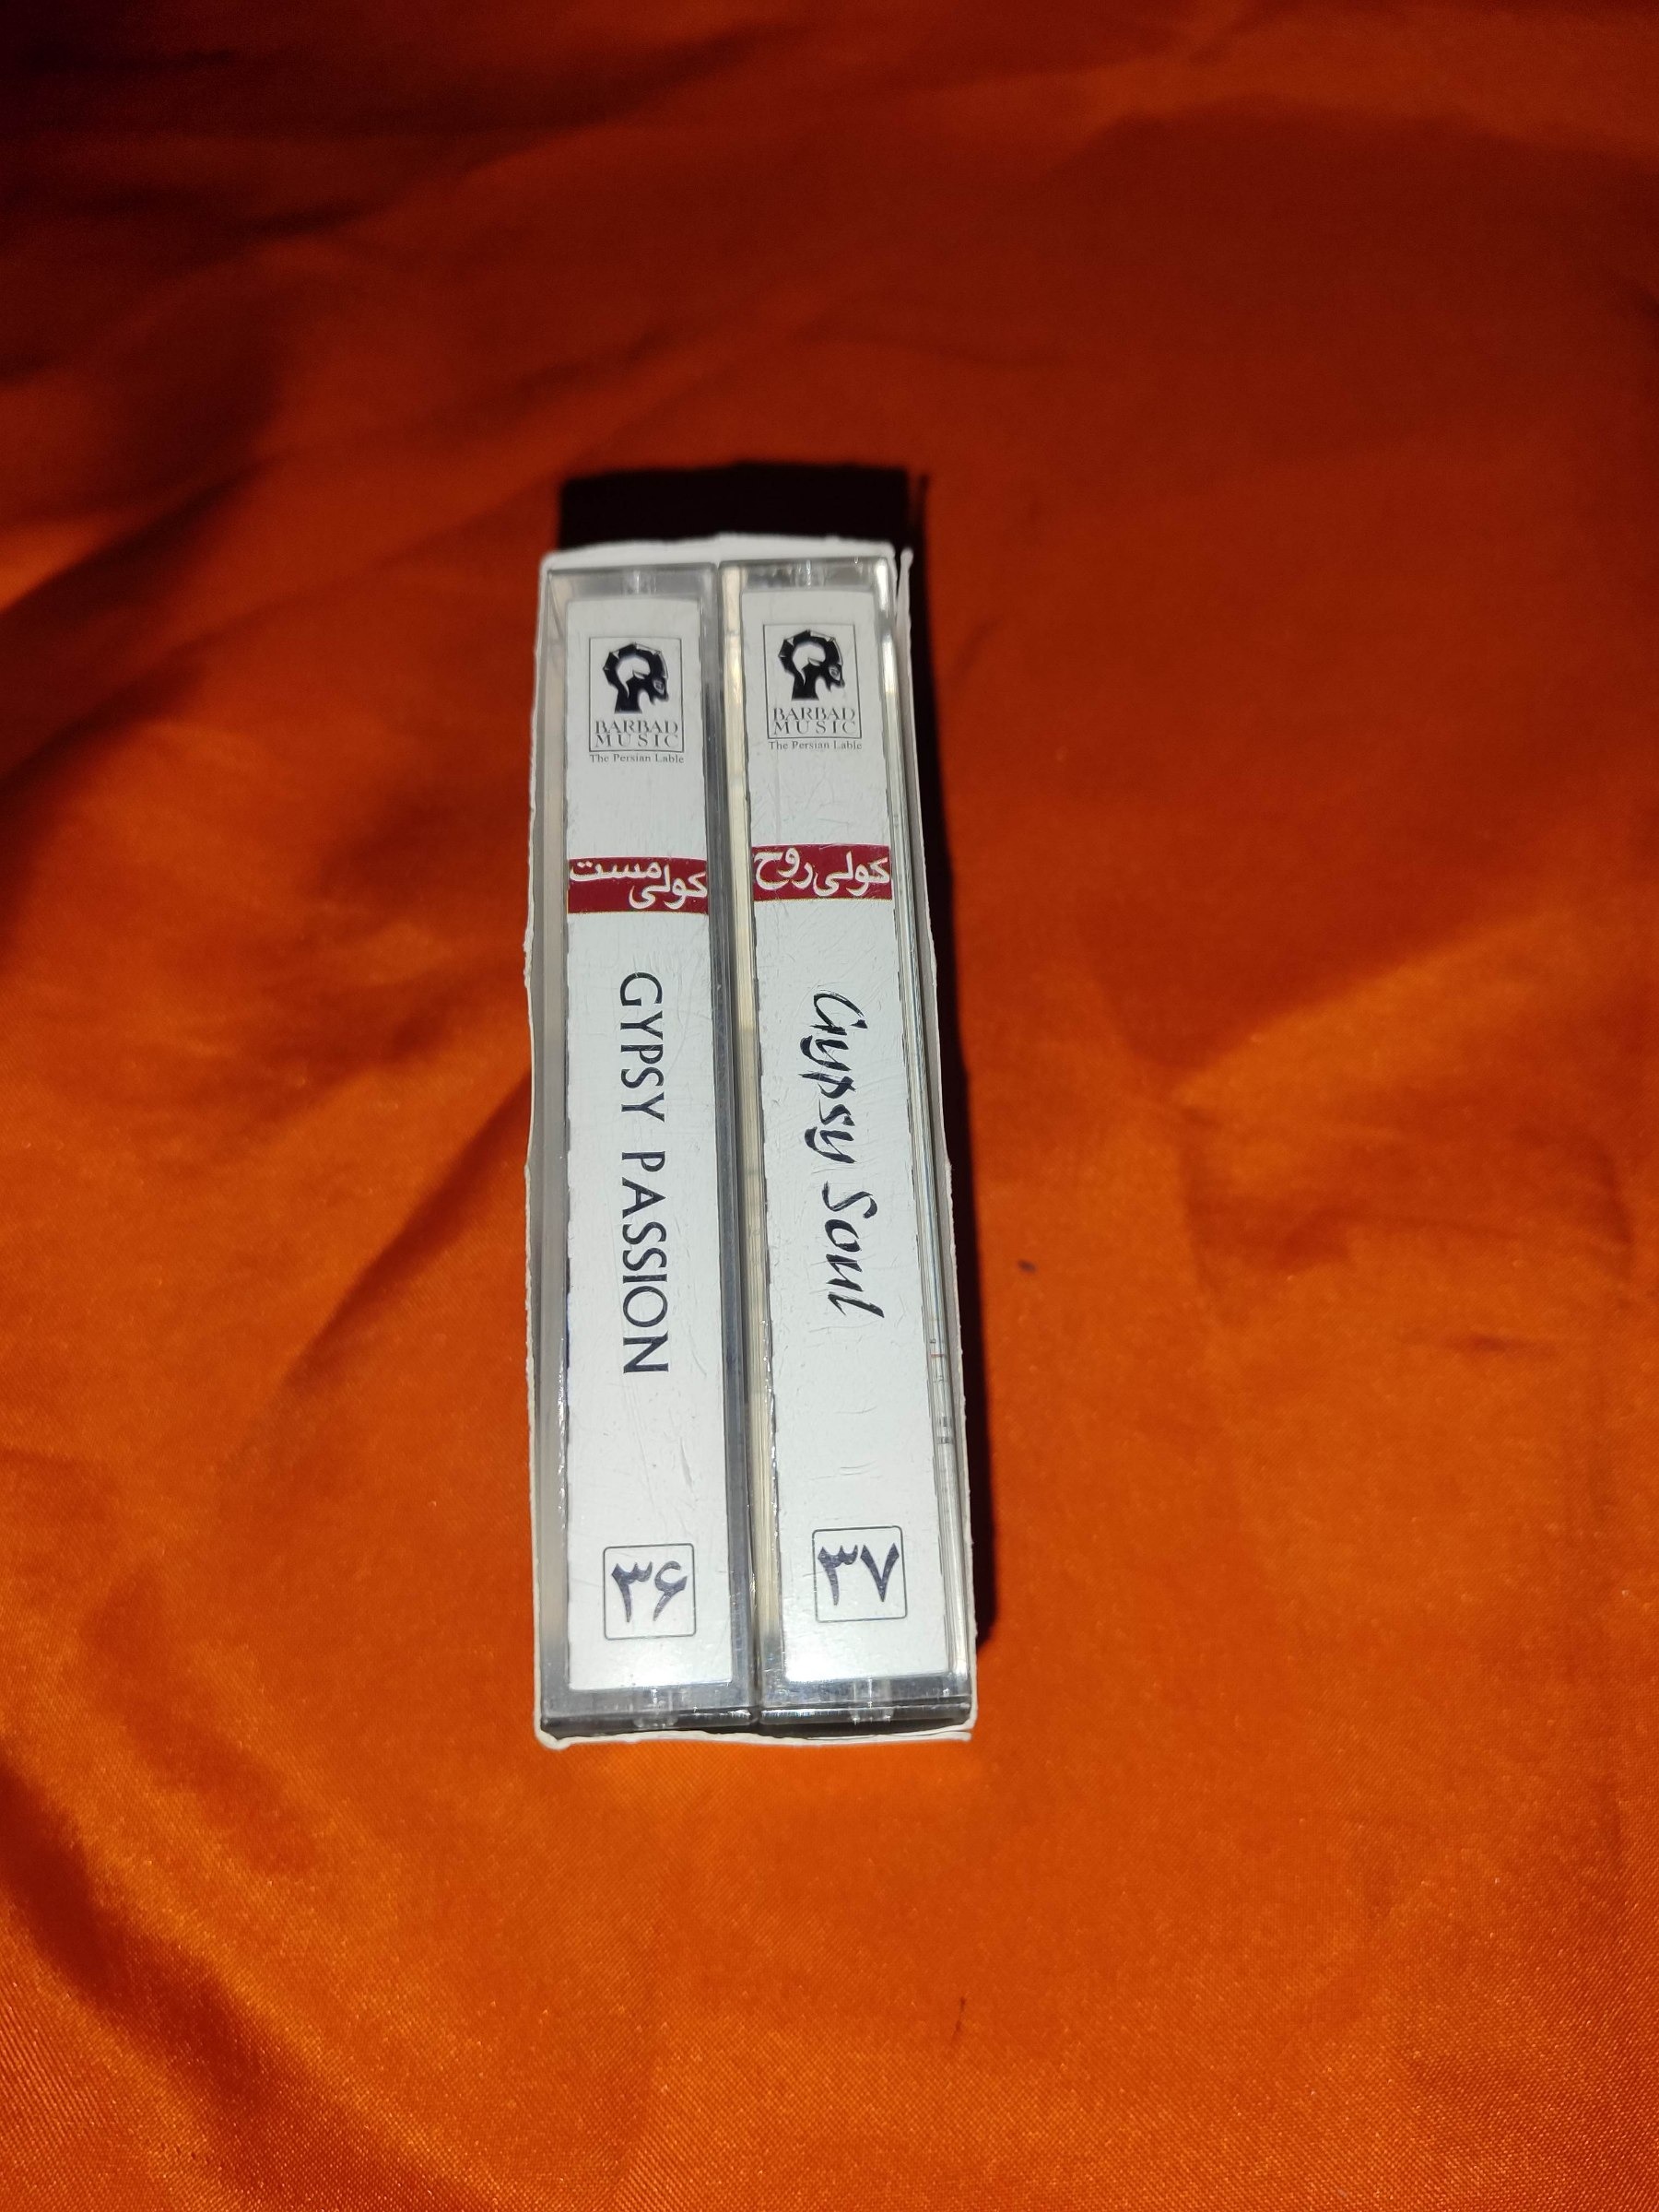 BARBAD
MUSIC
The Persian Lable
کولی مست
GYPSY PASSION
۳۶
BARBAD
MUSIC
The Persian Lable
کولی روح
Gypsy Soul
۳۷